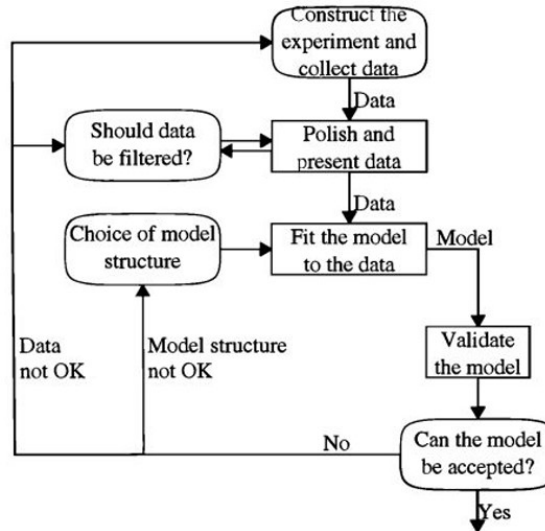 Construct the
experiment and
collect data
Data
Should data
be filtered?
Polish and
present data
Data
Choice of model
structure
Fit the model
to the data
Model
Data
not OK
Model structure
not OK
Validate
the model
No
Can the model
be accepted?
Yes